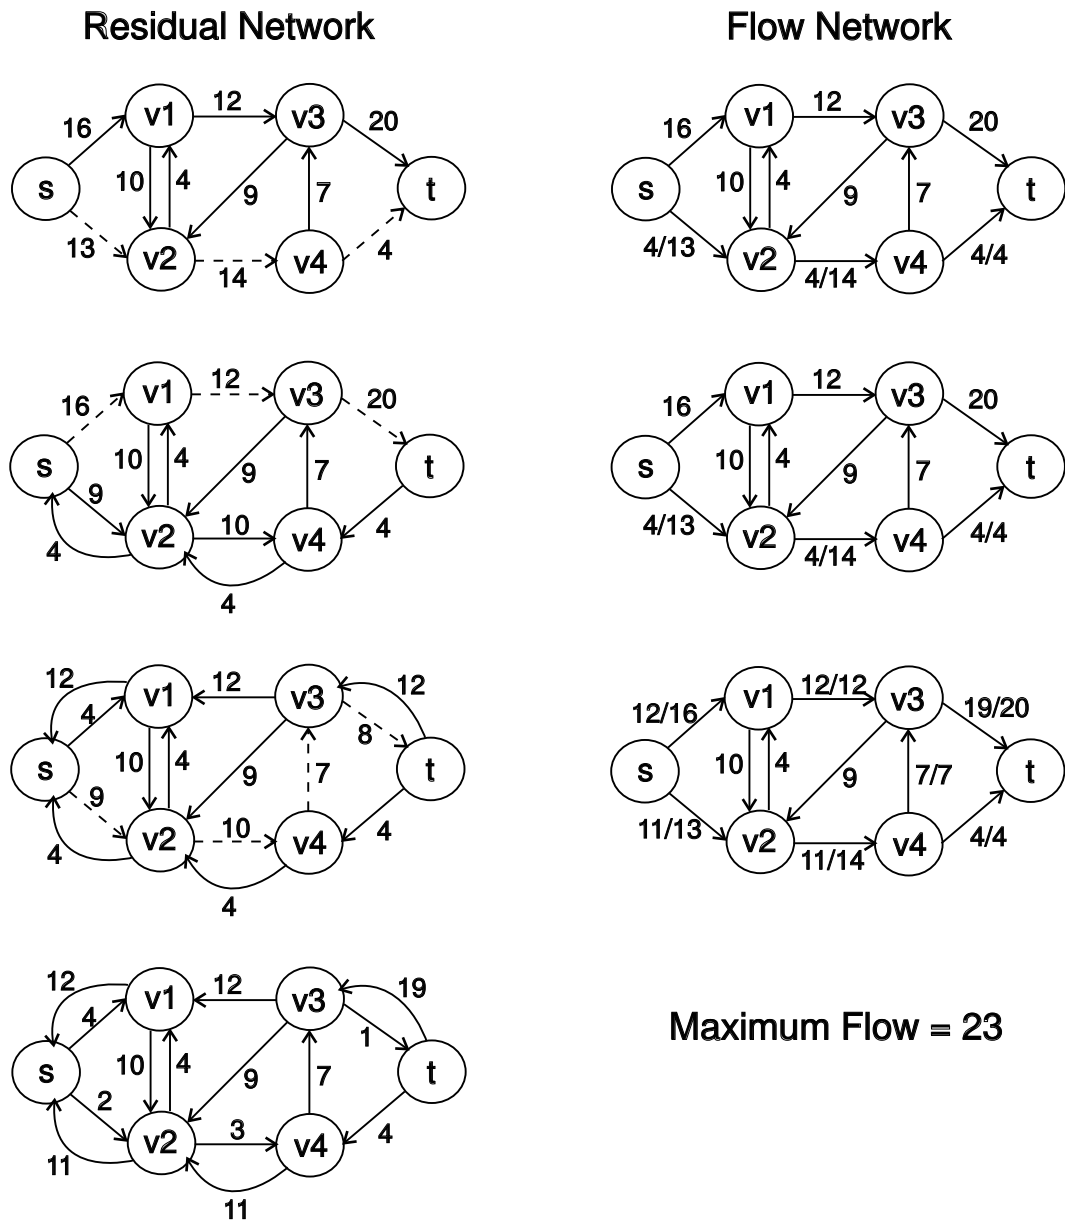 Residual Network
Flow Network
v1 12 v3
16 20
s 10 4 9 7 t
13 4
v2 14 v4
v1 12 v3
16 20
s 10 4 9 7 t
4/13 4/4
v2 4/14 v4
v1 12 v3
16 20
s 10 4 9 7 t
9
v2 10 v4 4
4
4
v1 12 v3
16 20
s 10 4 9 7 t
4/13 4/4
v2 4/14 v4
12 v1 12 v3 12
4 8
s 10 4 9 7 t
9
v2 10 v4 4
4
4
v1 12/12 v3
12/16 19/20
s 10 4 9 7/7 t
11/13 4/4
v2 11/14 v4
12 v1 12 v3 19
4 1
s 10 4 9 7 t
2
v2 3 v4 4
11
11
Maximum Flow = 23